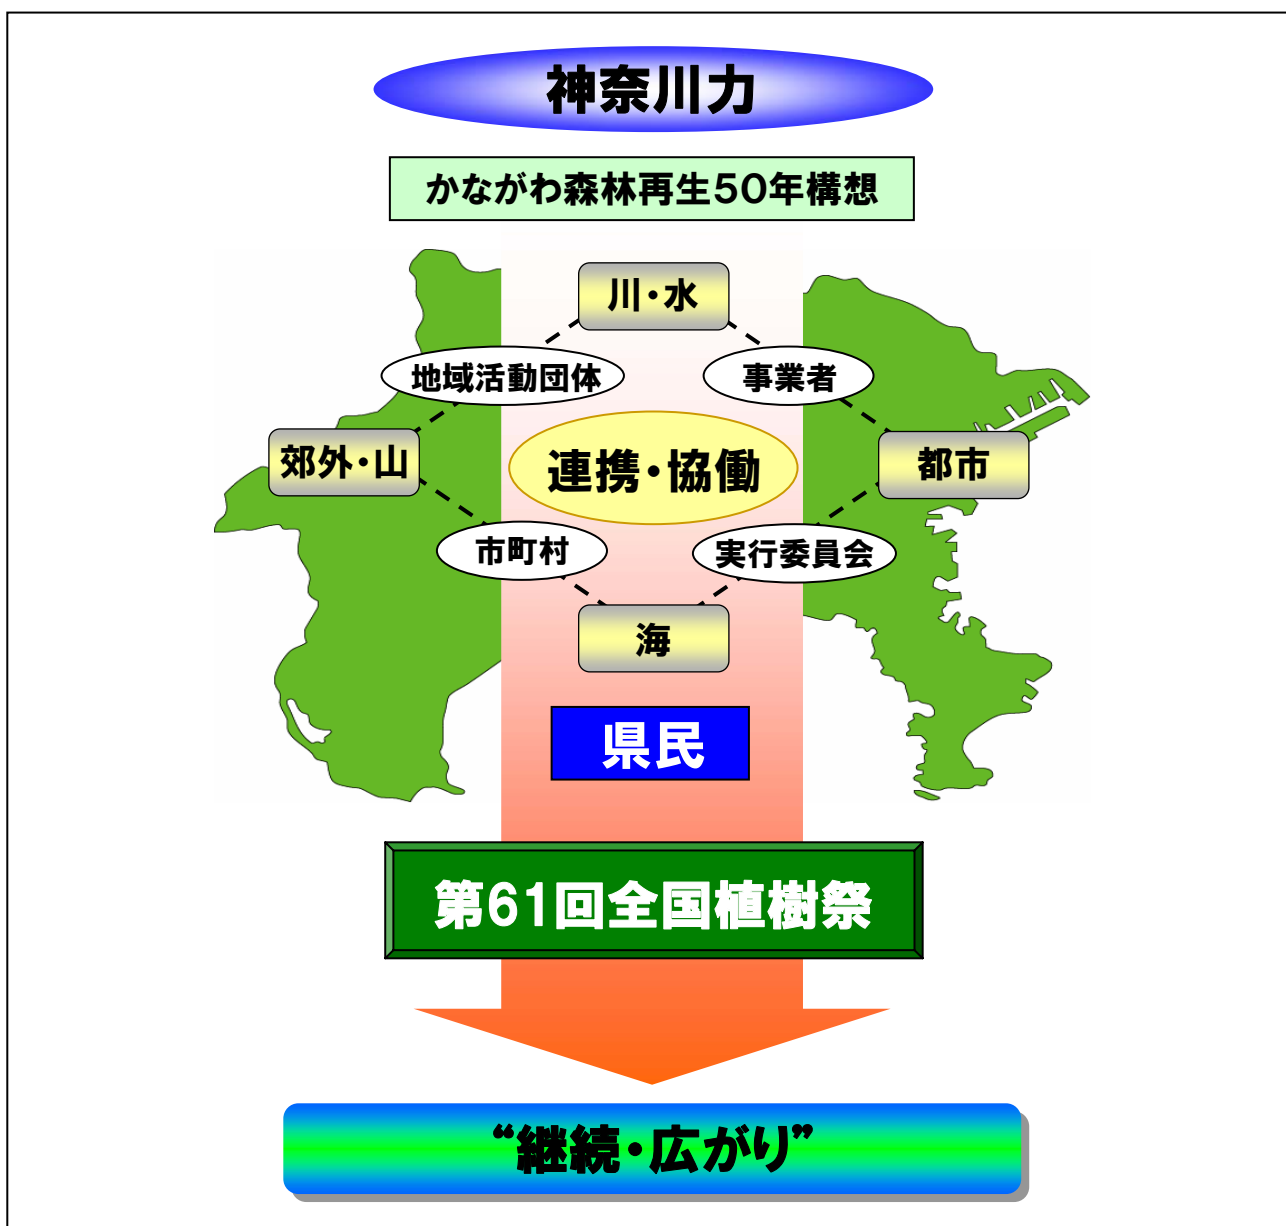 神奈川力
かながわ森林再生50年構想
川・水
地域活動団体
事業者
郊外・山
連携・協働
都市
市町村
実行委員会
海
県民
第61回全国植樹祭
“継続・広がり”